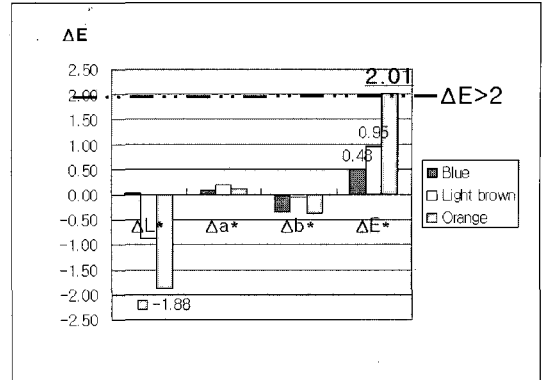 ΔE
2.50
2.01
2.00
ΔE>2
1.50
1.00
0.95
0.48
0.50
0.00
-0.50
-1.00
-1.50
-2.00
-2.50
ΔL*
Δa*
Δb*
ΔE*
-1.88
Blue
Light brown
Orange